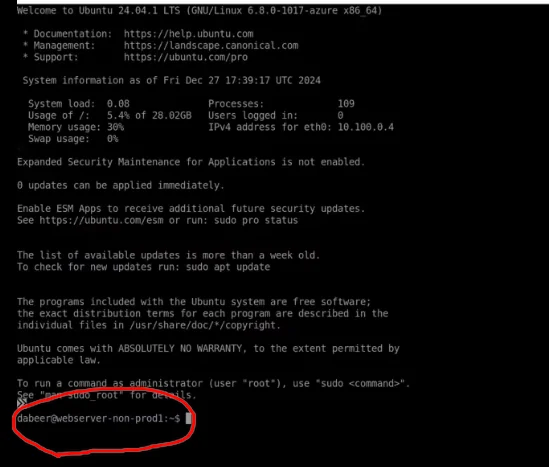 Welcome to Ubuntu 24.04.1 LTS (GNU/Linux 6.8.0-1017-azure x86_64)
* Documentation: https://help.ubuntu.com
* Management: https://landscape.canonical.com
* Support: https://ubuntu.com/pro
System information as of Fri Dec 27 17:39:17 UTC 2024
System load: 0.08 Processes: 109
Usage of /: 5.4% of 28.02GB Users logged in: 0
Memory usage: 30% IPv4 address for eth0: 10.100.0.4
Swap usage: 0%
Expanded Security Maintenance for Applications is not enabled.
0 updates can be applied immediately.
Enable ESM Apps to receive additional future security updates.
See https://ubuntu.com/esm or run: sudo pro status
The list of available updates is more than a week old.
To check for new updates run: sudo apt update
The programs included with the Ubuntu system are free software;
the exact distribution terms for each program are described in the
individual files in /usr/share/doc/*/copyright.
Ubuntu comes with ABSOLUTELY NO WARRANTY, to the extent permitted by
applicable law.
To run a command as administrator (user "root"), use "sudo <command>".
See "man sudo_root" for details.
dabeer@webserver-non-prod1:~$